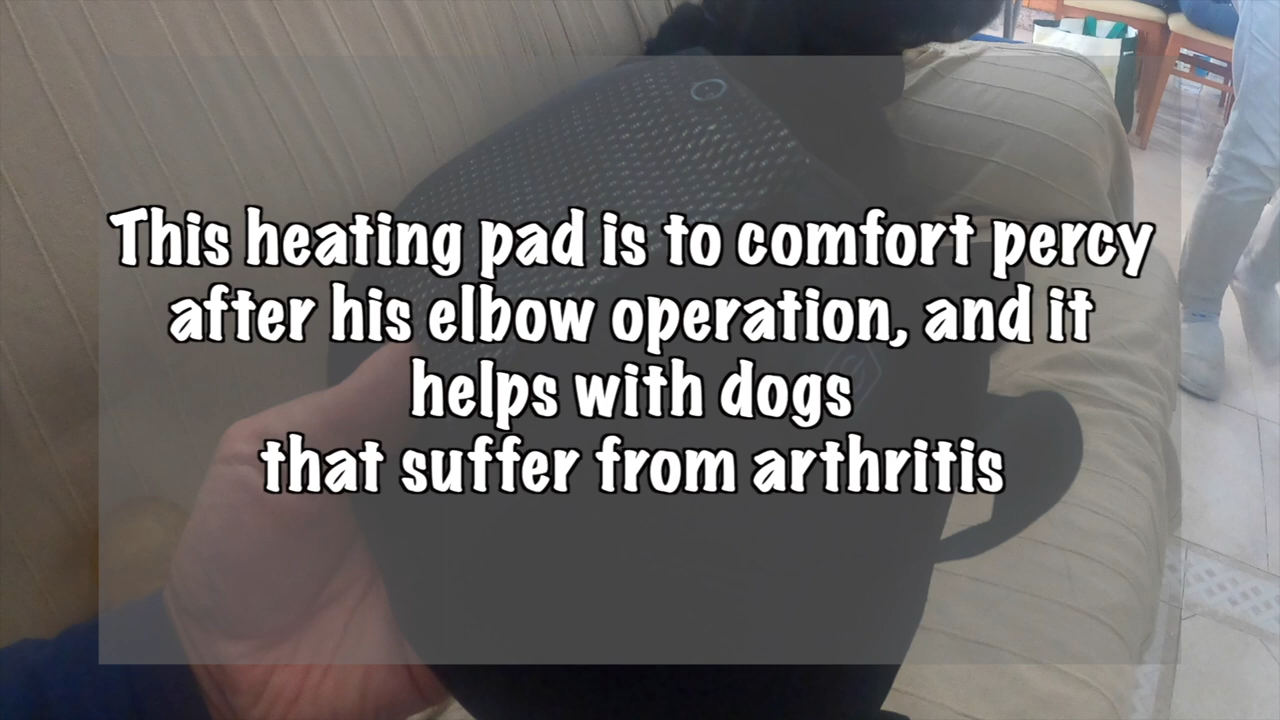 This heating pad is to comfort percy
after his elbow operation, and it
helps with dogs
that suffer from arthritis